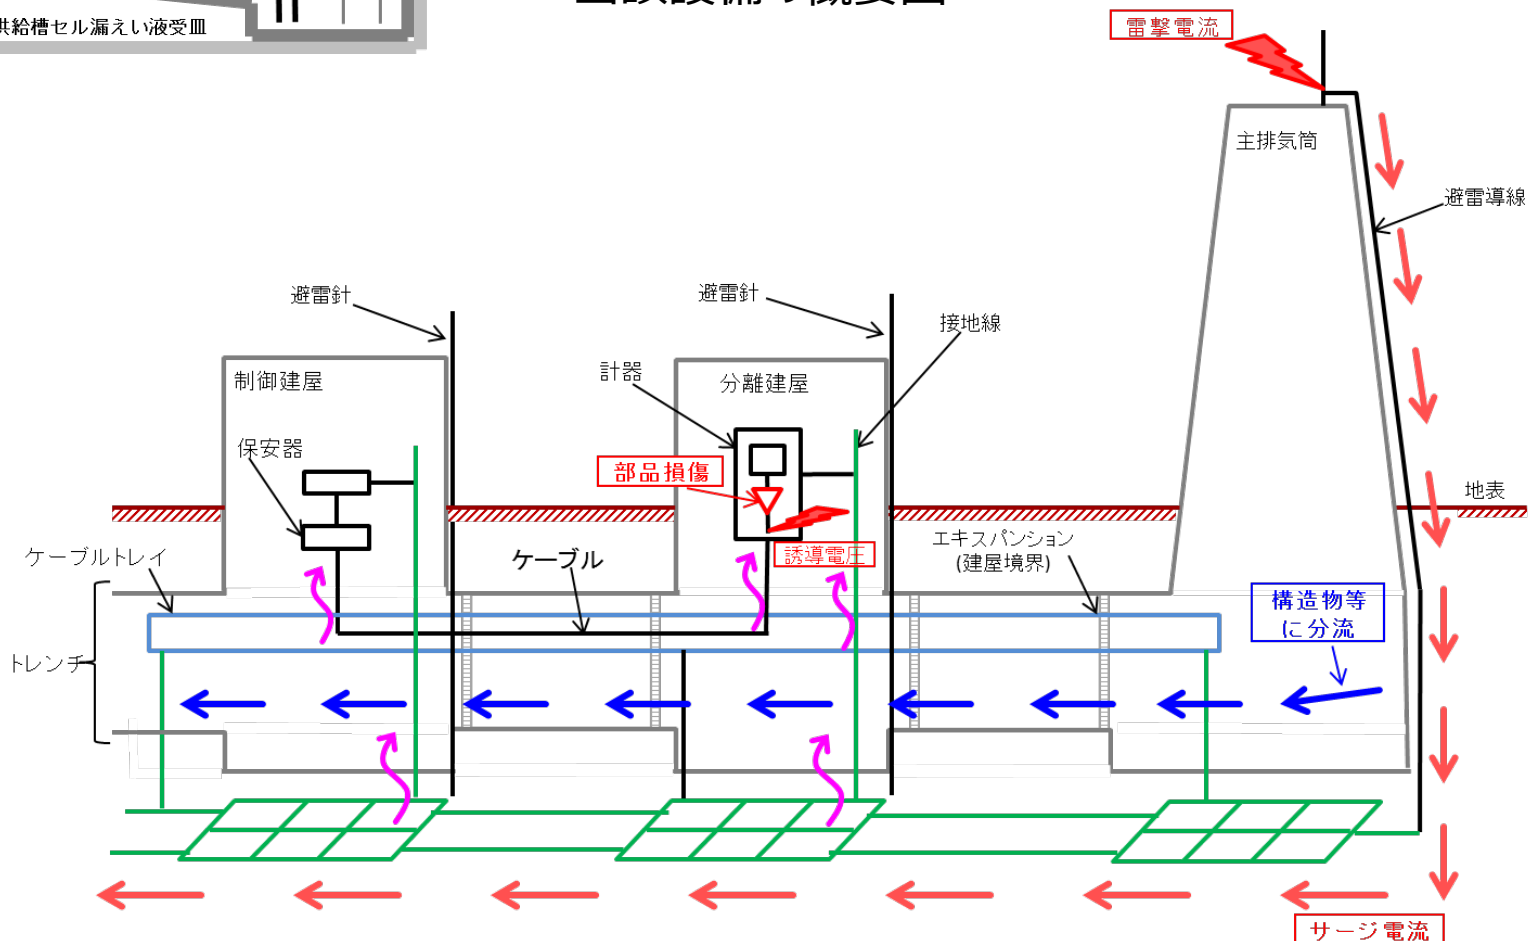 供給槽セル漏えい液受皿
雷撃電流
主排気筒
避雷導線
避雷針
避雷針
接地線
計器
制御建屋
分離建屋
保安器
部品損傷
地表
ケーブルトレイ
ケーブル
誘導電圧
エキスパンション
(建屋境界)
構造物等
に分流
トレンチ
サージ電流